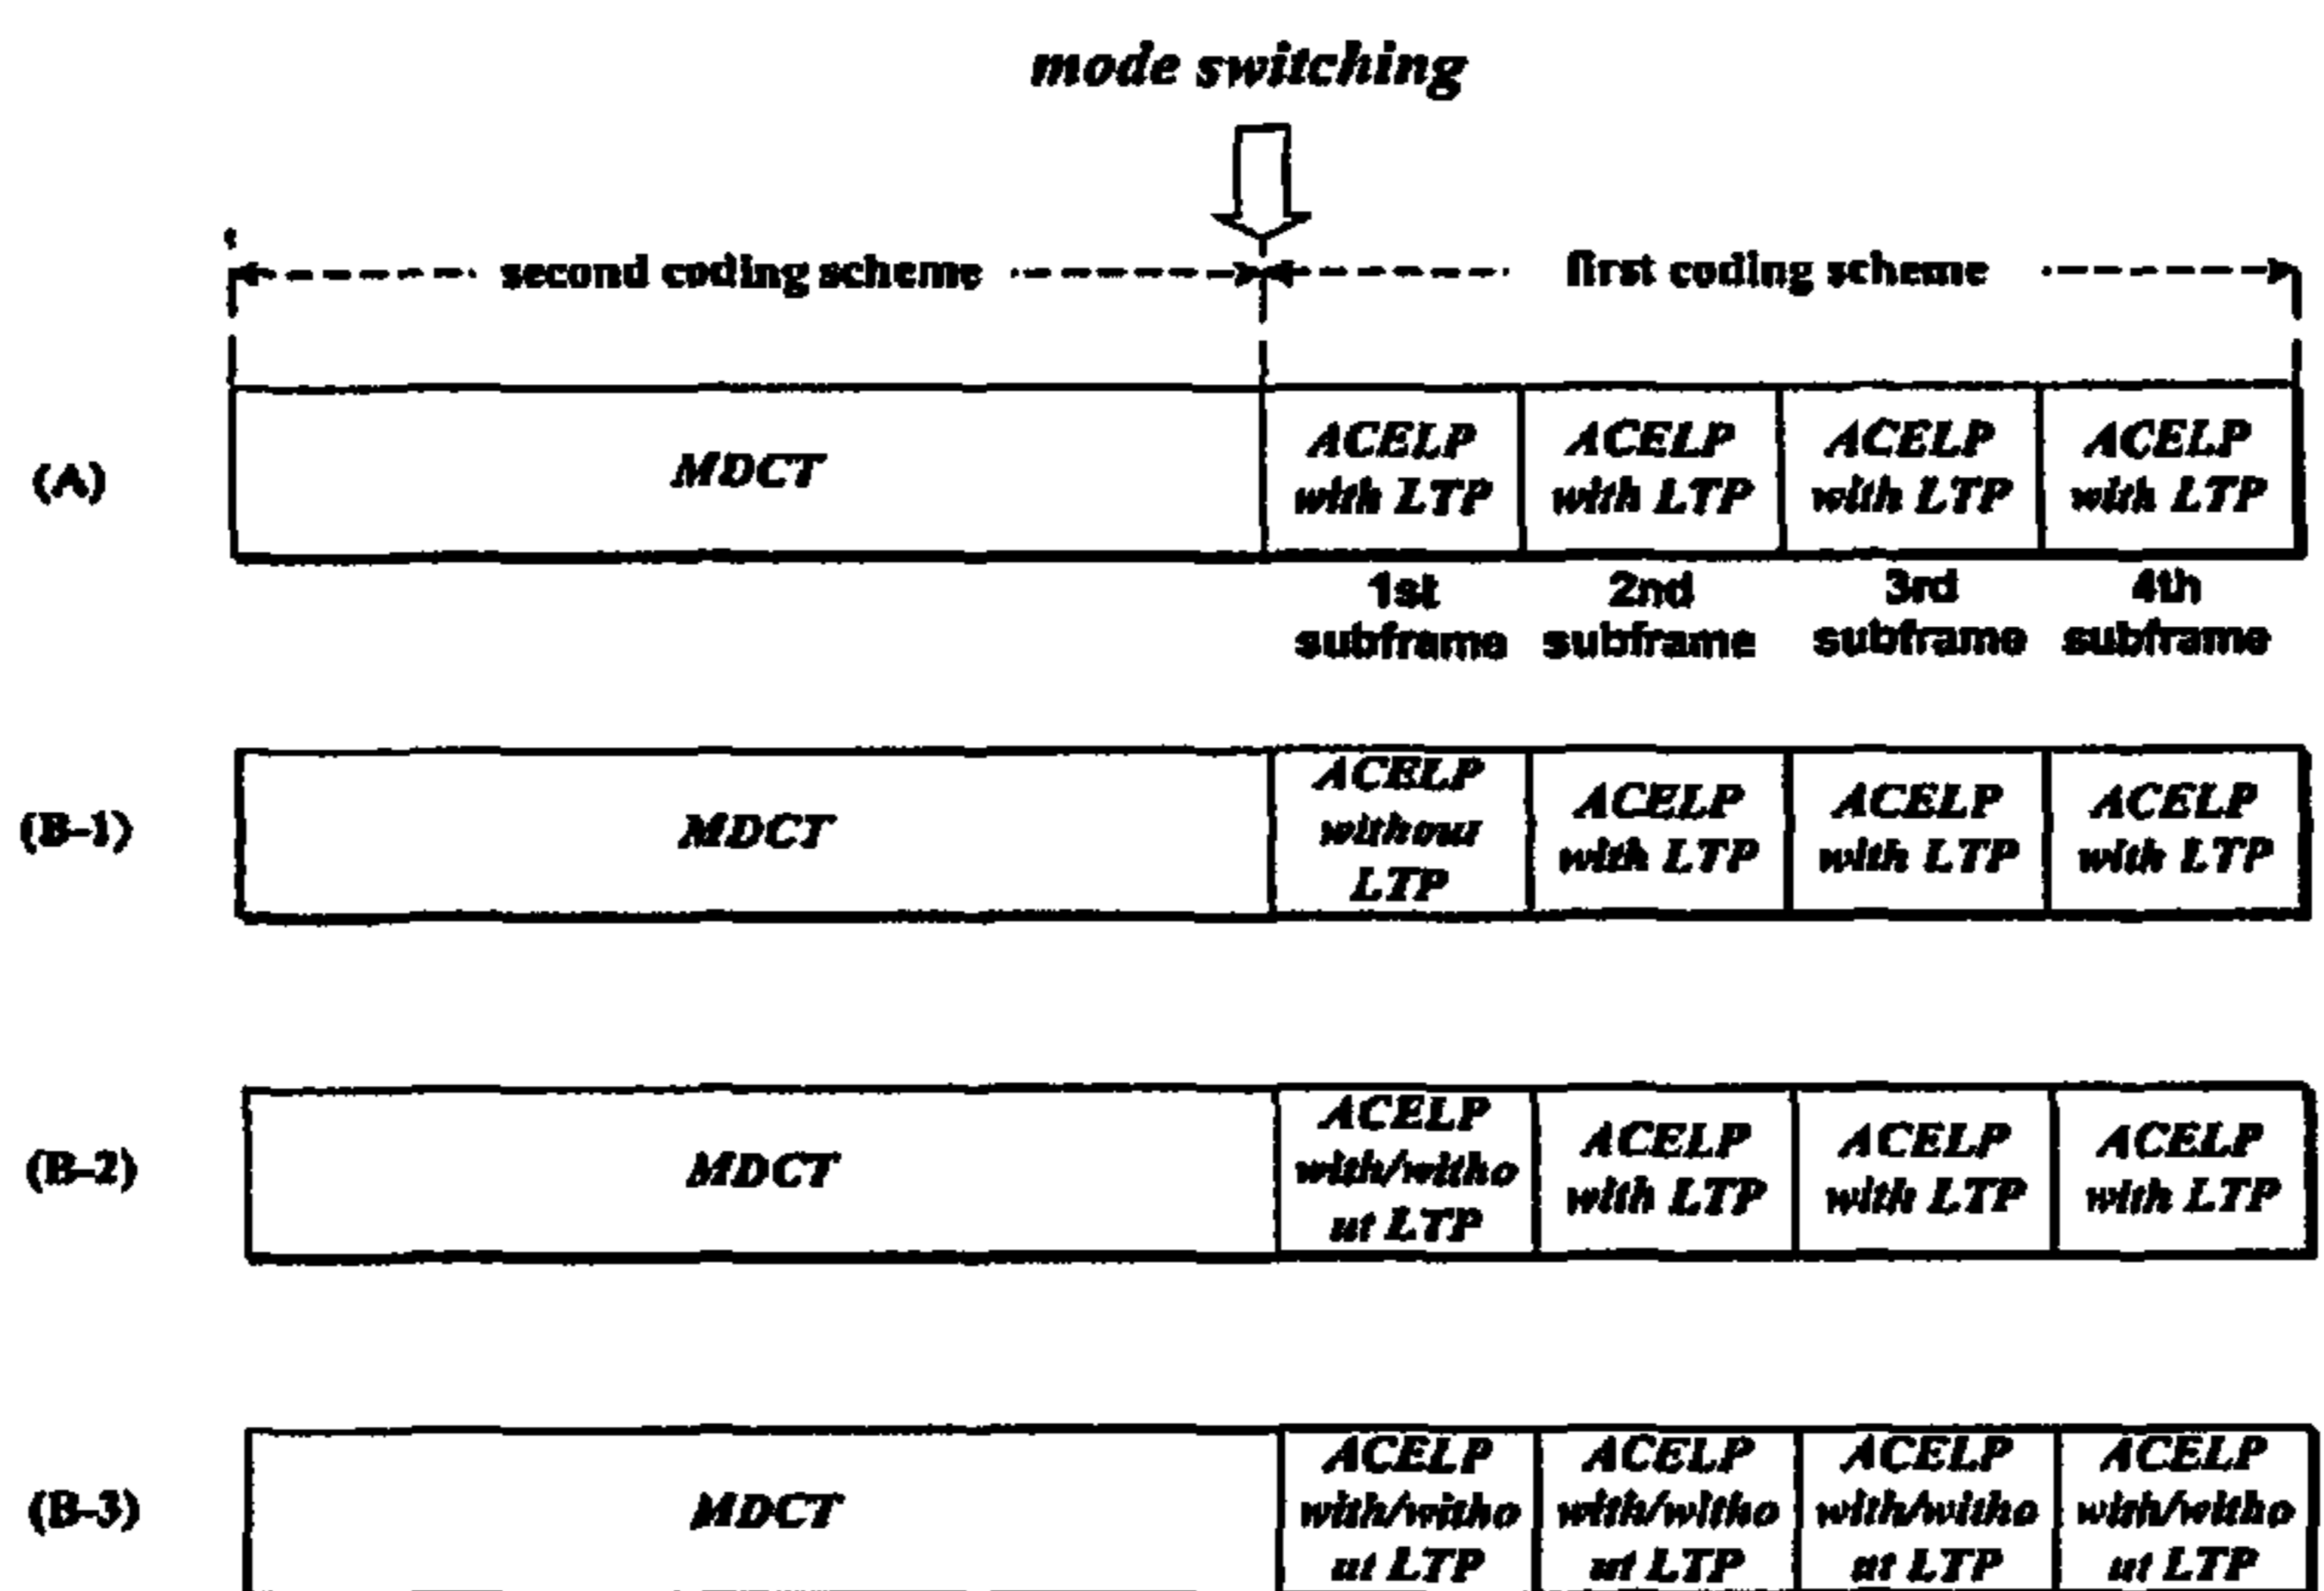 mode switching
second coding scheme first coding scheme
(A) MDCT ACELP with LTP ACELP with LTP ACELP with LTP ACELP with LTP
1st subframe 2nd subframe 3rd subframe 4th subframe
(B-1) MDCT ACELP without LTP ACELP with LTP ACELP with LTP ACELP with LTP
(B-2) MDCT ACELP with/witho ut LTP ACELP with LTP ACELP with LTP ACELP with LTP
(B-3) MDCT ACELP with/witho ut LTP ACELP with/witho ut LTP ACELP with/witho ut LTP ACELP with/witho ut LTP